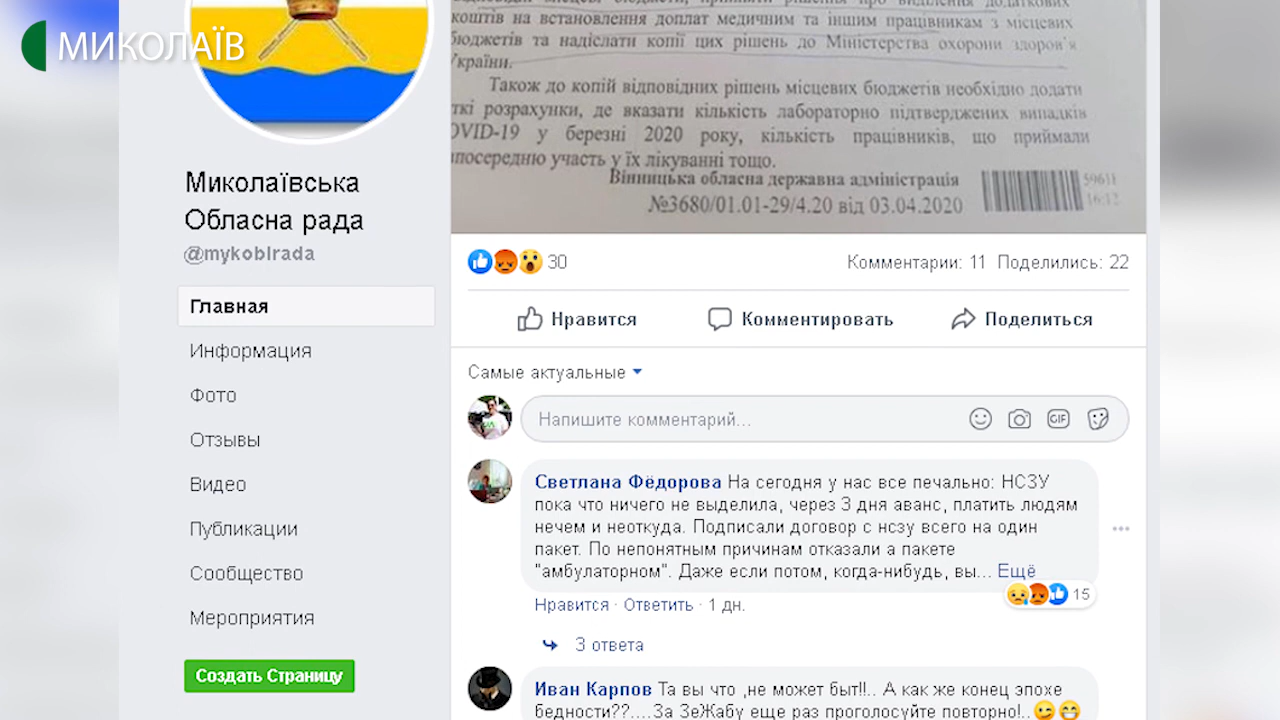 МИКОЛАЇВ
коштів на встановлення доплат медичним та іншим працівникам з місцевих
бюджетів та надіслати копії цих рішень до Міністерства охорони здоров'я
України.
Також до копій відповідних рішень місцевих бюджетів необхідно додати
ткі розрахунки, де вказати кількість лабораторно підтверджених випадків
OVID-19 у березні 2020 року, кількість працівників, що приймали
впосередню участь у їх лікуванні тощо.
Вінницька обласна державна адміністрація
№3680/01.01-29/4.20 від 03.04.2020
Миколаївська
Обласна рада
@mykoblrada
Главная
Информация
Фото
Отзывы
Видео
Публикации
Сообщество
Мероприятия
Создать Страницу
30
Комментарии: 11 Поделились: 22
Нравится Комментировать Поделиться
Самые актуальные
Напишите комментарий...
GIF
Светлана Фёдорова На сегодня у нас все печально: НСЗУ
пока что ничего не выделила, через 3 дня аванс, платить людям
нечем и неоткуда. Подписали договор с нсзу всего на один
пакет. По непонятным причинам отказали а пакете
"амбулаторном". Даже если потом, когда-нибудь, вы... Ещё
15
Нравится · Ответить · 1 дн.
3 ответа
Иван Карпов Та вы что ,не может быт!!.. А как же конец эпохе
бедности??....За ЗеЖабу еще раз проголосуйте повторно!..